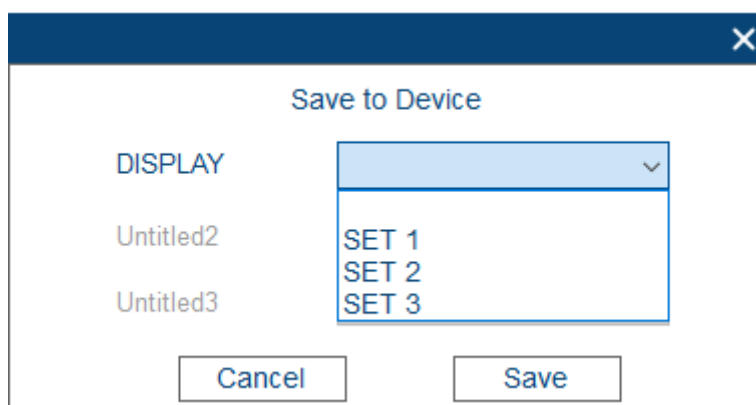 Save to Device
DISPLAY
Untitled2
SET 1
SET 2
Untitled3
SET 3
Cancel
Save